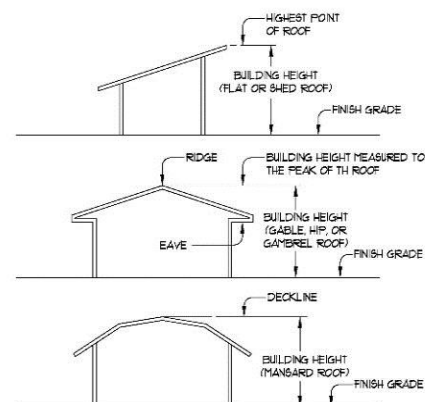 HIGHEST POINT
OF ROOF
BUILDING HEIGHT
(FLAT OR SHED ROOF)
FINISH GRADE
RIDGE
BUILDING HEIGHT MEASURED TO
THE PEAK OF TH ROOF
EAVE
BUILDING HEIGHT
(GABLE, HIP, OR
GAMBREL ROOF)
FINISH GRADE
DECKLINE
BUILDING HEIGHT
(MANSARD ROOF)
FINISH GRADE